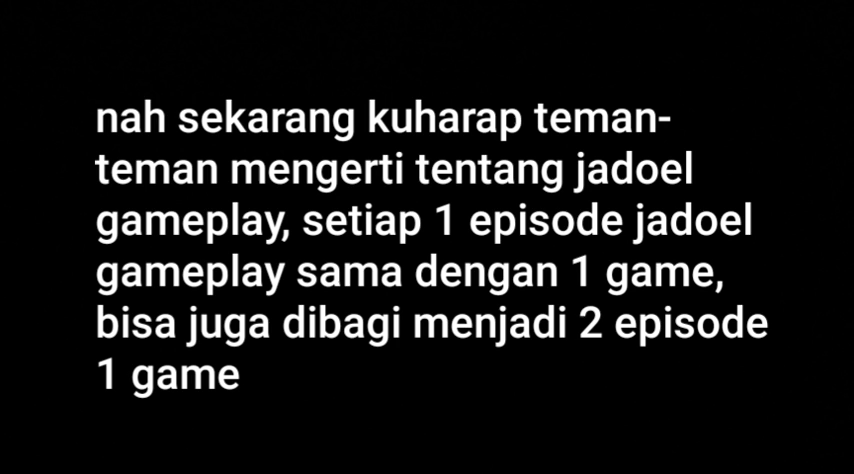 nah sekarang kuharap teman-
teman mengerti tentang jadoel
gameplay, setiap 1 episode jadoel
gameplay sama dengan 1 game,
bisa juga dibagi menjadi 2 episode
1 game